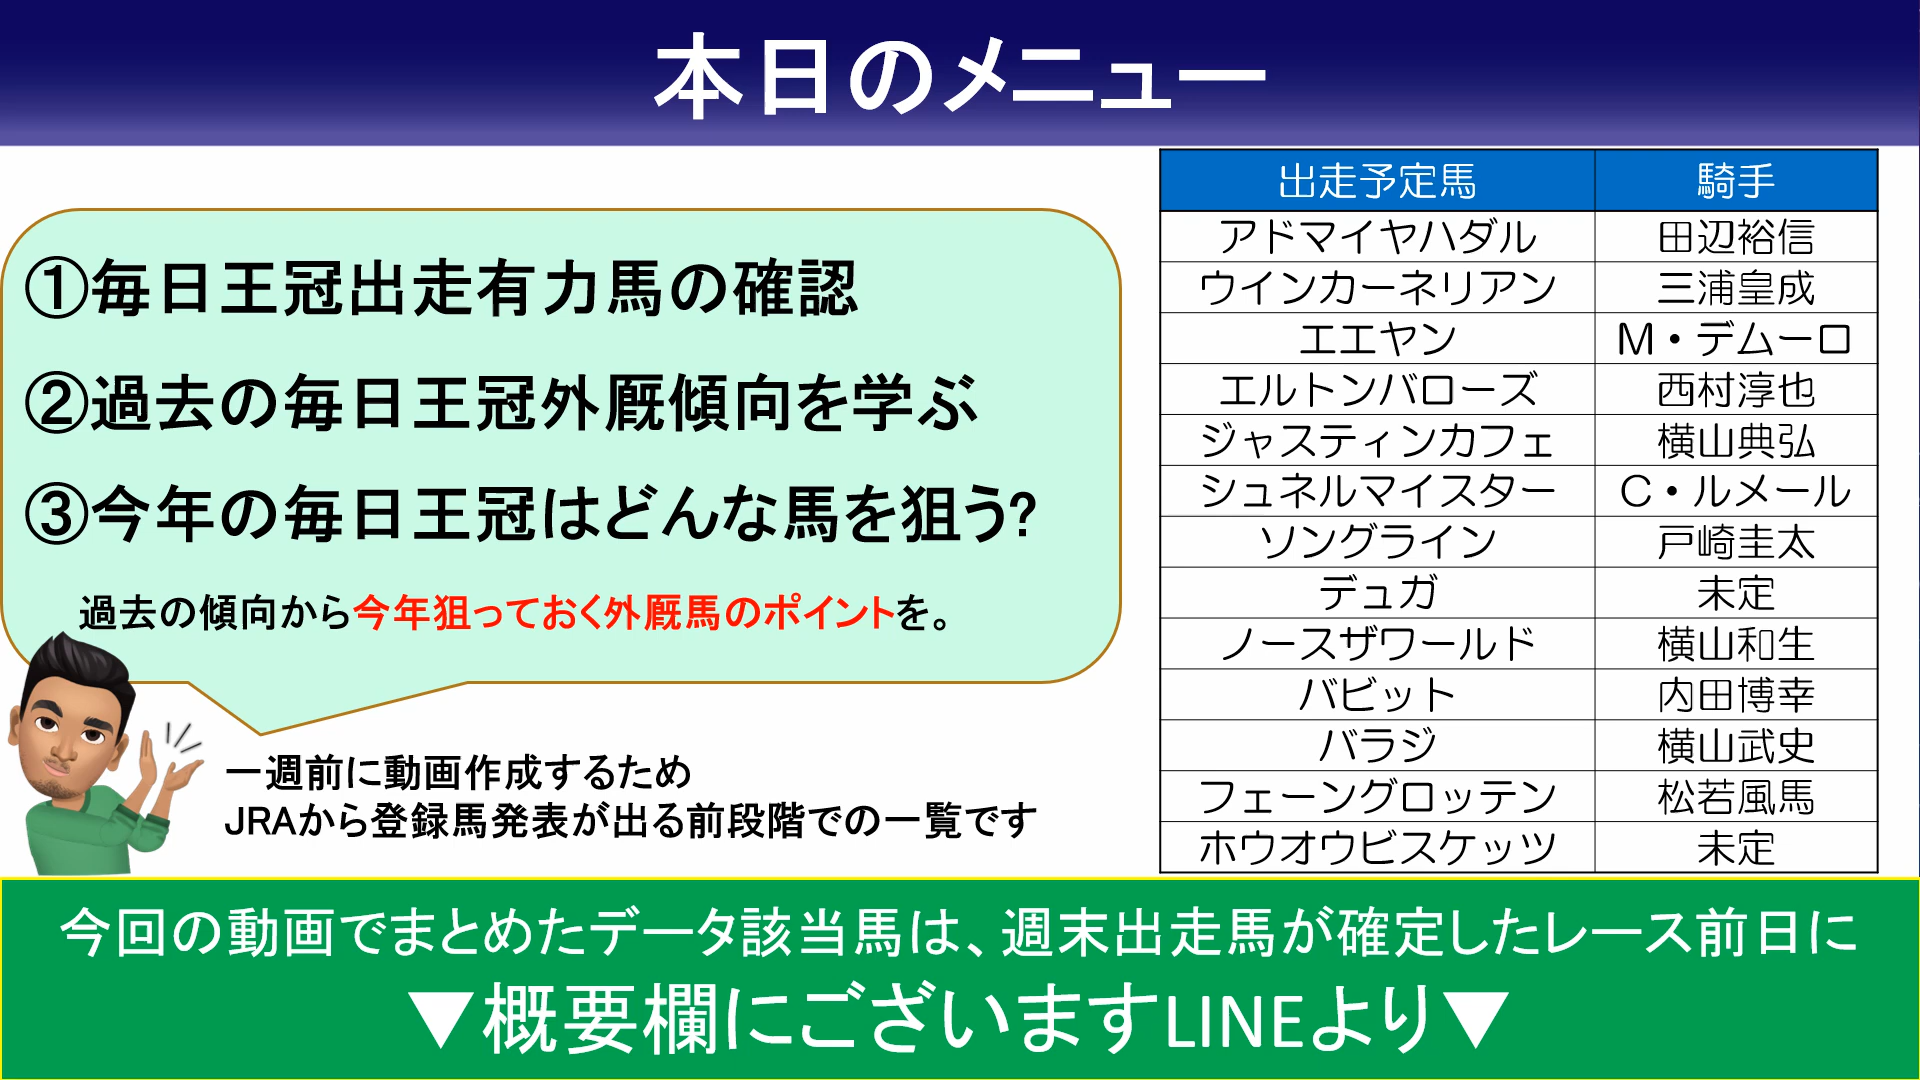 本日のメニュー
①毎日王冠出走有力馬の確認
②過去の毎日王冠外厩傾向を学ぶ
③今年の毎日王冠はどんな馬を狙う?
過去の傾向から今年狙っておく外厩馬のポイントを。
一週前に動画作成するため
JRAから登録馬発表が出る前段階での一覧です
出走予定馬 騎手
アドマイヤハダル 田辺裕信
ウインカーネリアン 三浦皇成
エエヤン M・デムーロ
エルトンバローズ 西村淳也
ジャスティンカフェ 横山典弘
シュネルマイスター C・ルメール
ソングライン 戸崎圭太
デュガ 未定
ノースザワールド 横山和生
バビット 内田博幸
バラジ 横山武史
フェーングロッテン 松若風馬
ホウオウビスケッツ 未定
今回の動画でまとめたデータ該当馬は、週末出走馬が確定したレース前日に
▼概要欄にございますLINEより▼